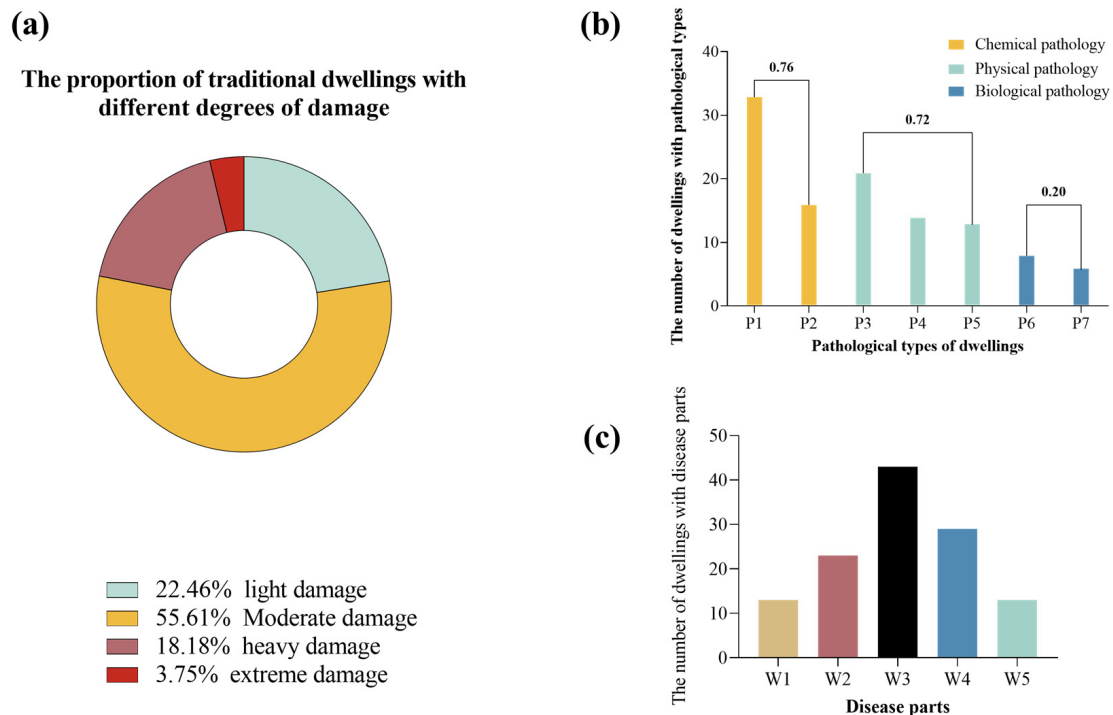 (a)
The proportion of traditional dwellings with
different degrees of damage
22.46% light damage
55.61% Moderate damage
18.18% heavy damage
3.75% extreme damage
(b)
The number of dwellings with pathological types
40
30
20
10
0
Chemical pathology
Physical pathology
Biological pathology
0.76
0.72
0.20
P1 P2 P3 P4 P5 P6 P7
Pathological types of dwellings
(c)
The number of dwellings with disease parts
50
40
30
20
10
0
W1 W2 W3 W4 W5
Disease parts